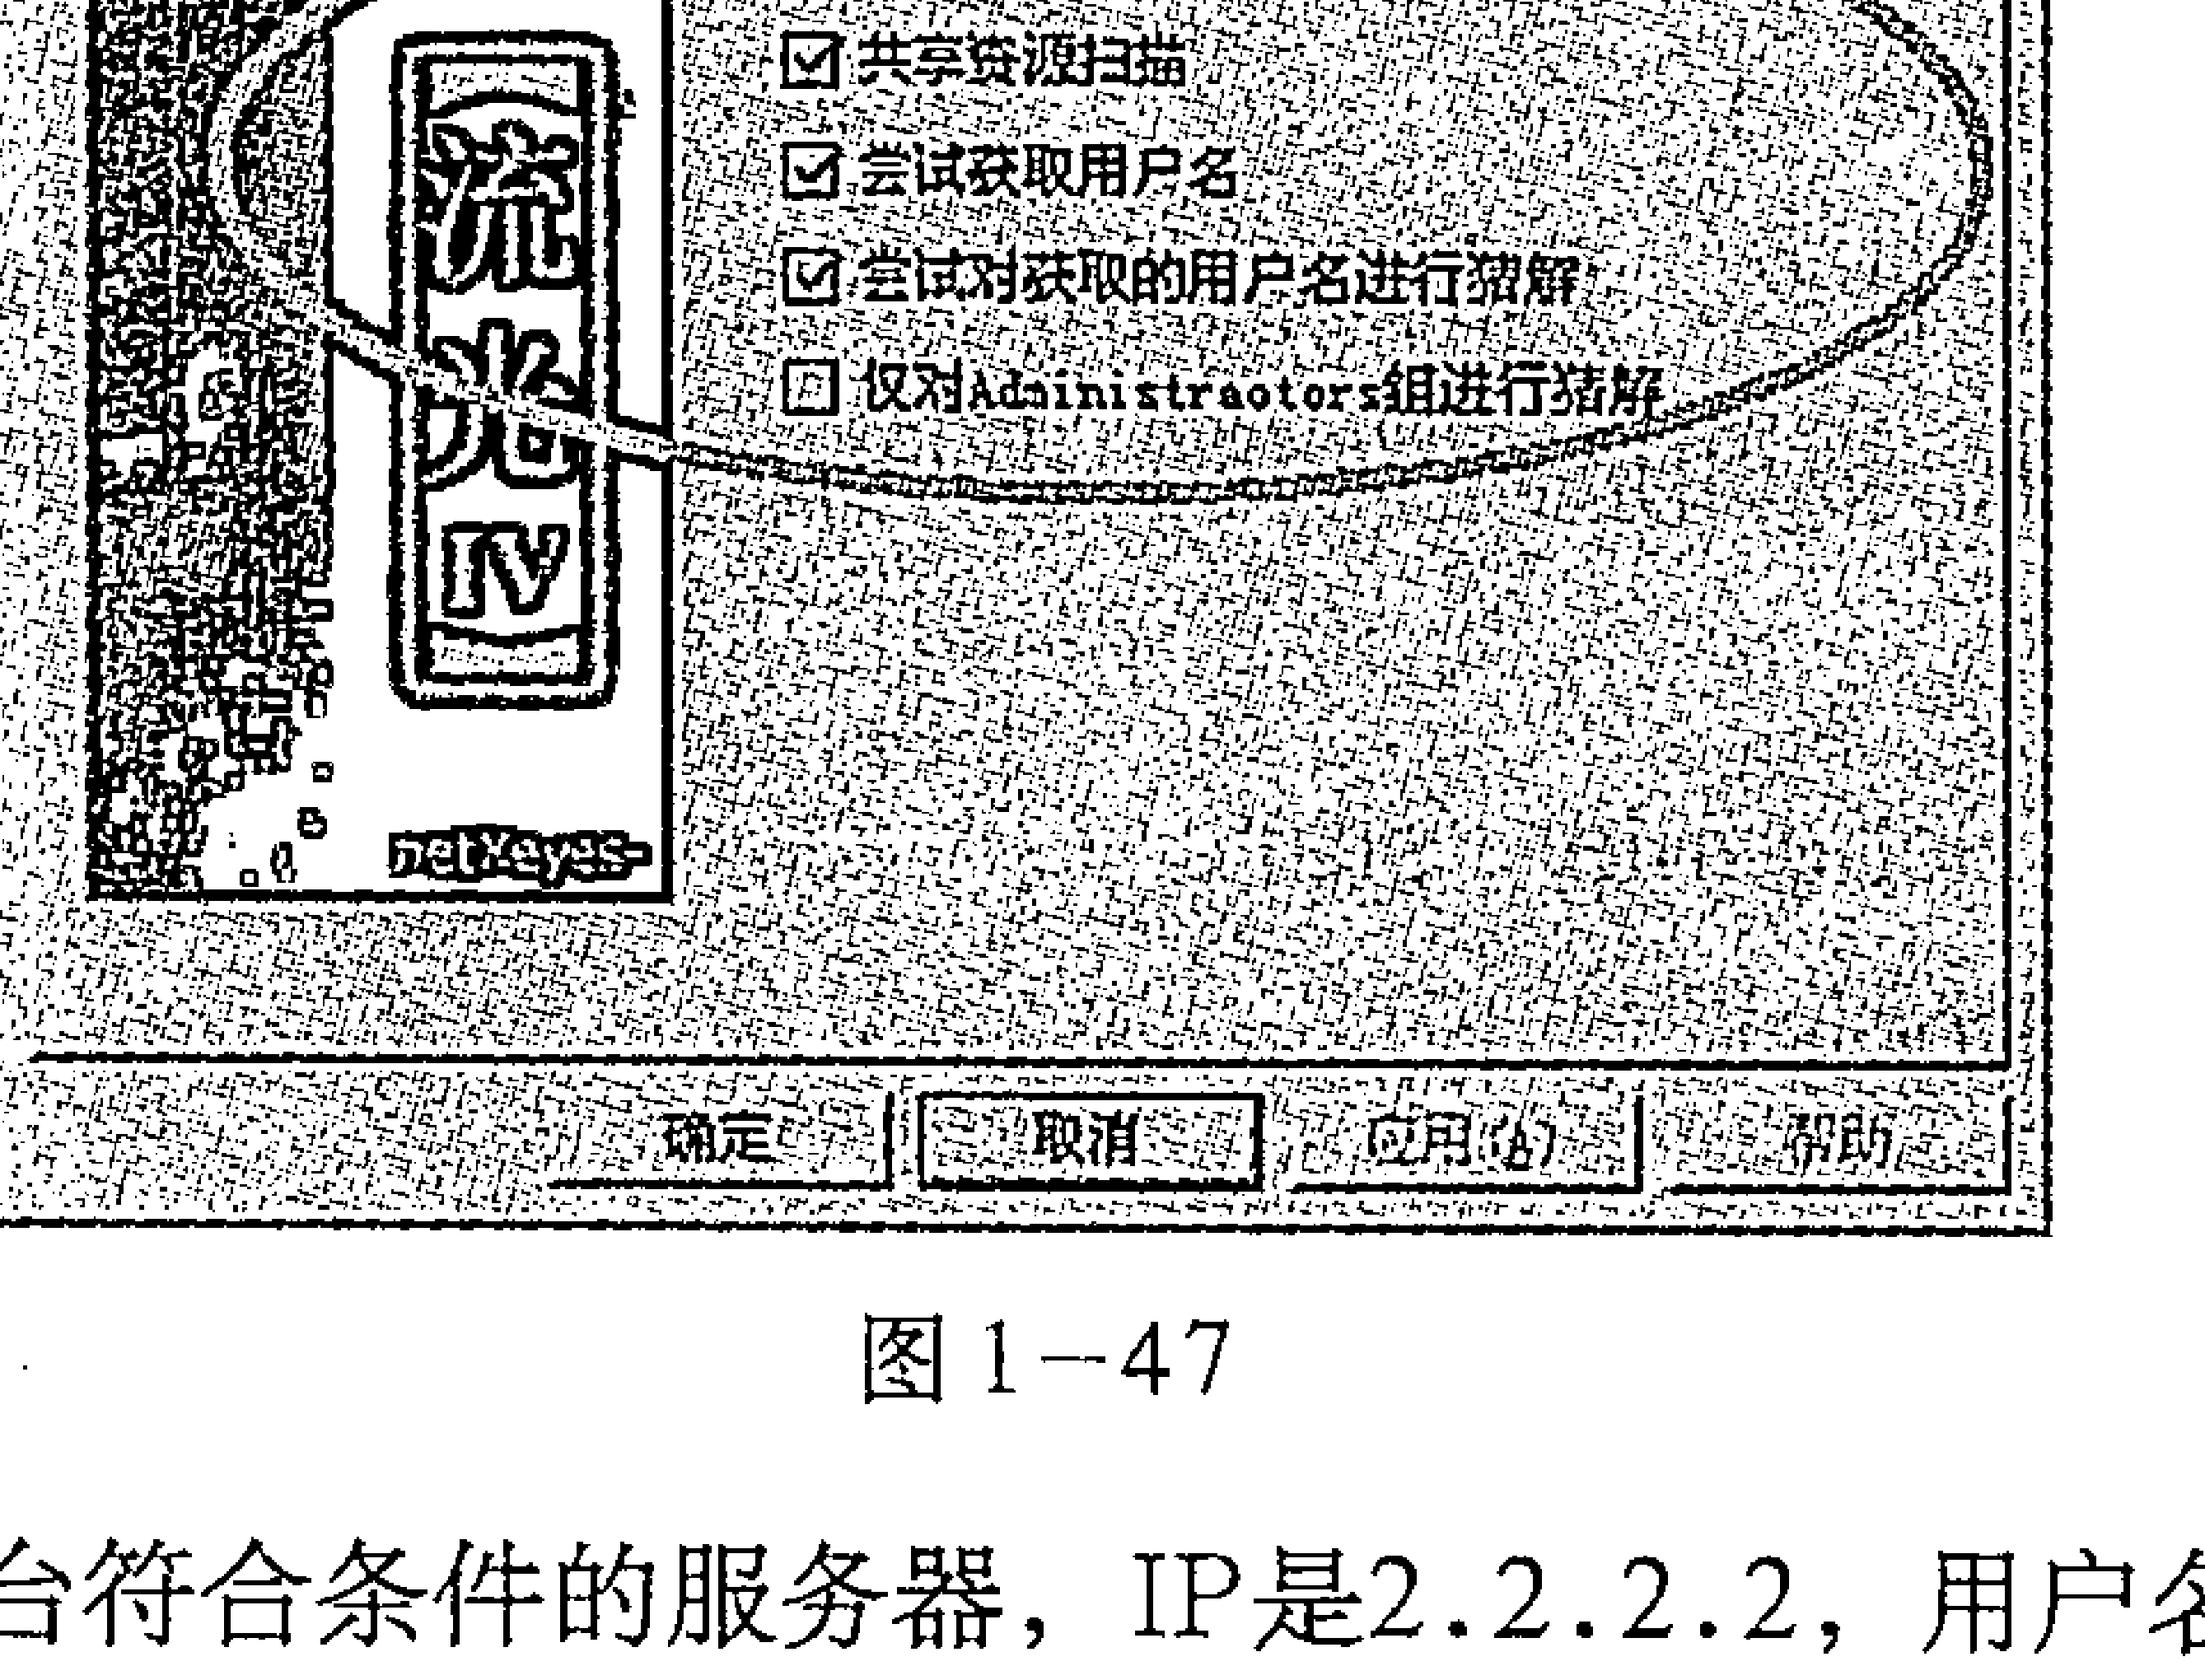 共享资源扫描
尝试获取用户名
尝试对获取的用户名进行猜解
仅对Administraotors组进行猜解
流光IV
netXeyes-
确定 取消 应用(A) 帮助
图1－47
台符合条件的服务器，IP是2.2.2.2，用户名